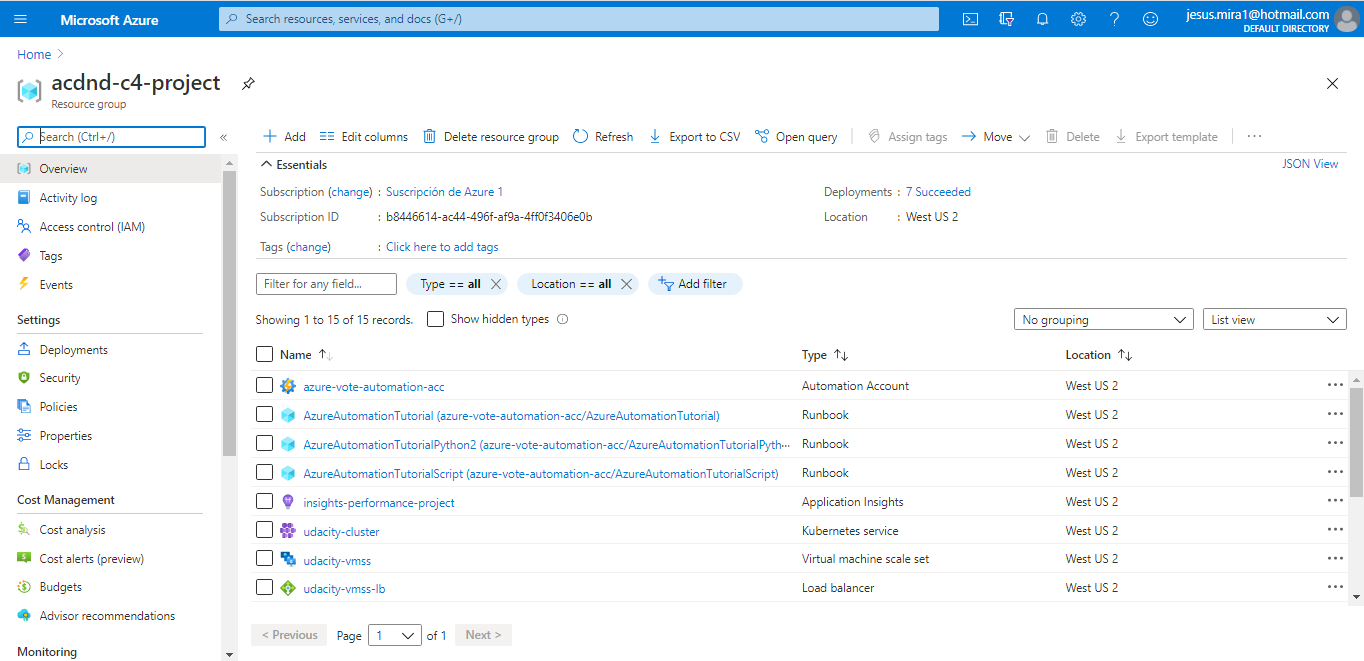 Microsoft Azure
Search resources, services, and docs (G+/)
jesus.mira1@hotmail.com
DEFAULT DIRECTORY
Home
acdnd-c4-project
Resource group
Search (Ctrl+/)
Overview
Activity log
Access control (IAM)
Tags
Events
Settings
Deployments
Security
Policies
Properties
Locks
Cost Management
Cost analysis
Cost alerts (preview)
Budgets
Advisor recommendations
Monitoring
Add Edit columns Delete resource group Refresh Export to CSV Open query Assign tags Move Delete Export template
Essentials JSON View
Subscription (change) : Suscripción de Azure 1 Deployments : 7 Succeeded
Subscription ID : b8446614-ac44-496f-af9a-4ff0f3406e0b Location : West US 2
Tags (change) : Click here to add tags
Filter for any field... Type == all Location == all Add filter
Showing 1 to 15 of 15 records. Show hidden types No grouping List view
Name Type Location
azure-vote-automation-acc Automation Account West US 2
AzureAutomationTutorial (azure-vote-automation-acc/AzureAutomationTutorial) Runbook West US 2
AzureAutomationTutorialPython2 (azure-vote-automation-acc/AzureAutomationTutorialPyth··· Runbook West US 2
AzureAutomationTutorialScript (azure-vote-automation-acc/AzureAutomationTutorialScript) Runbook West US 2
insights-performance-project Application Insights West US 2
udacity-cluster Kubernetes service West US 2
udacity-vmss Virtual machine scale set West US 2
udacity-vmss-lb Load balancer West US 2
< Previous Page 1 of 1 Next >